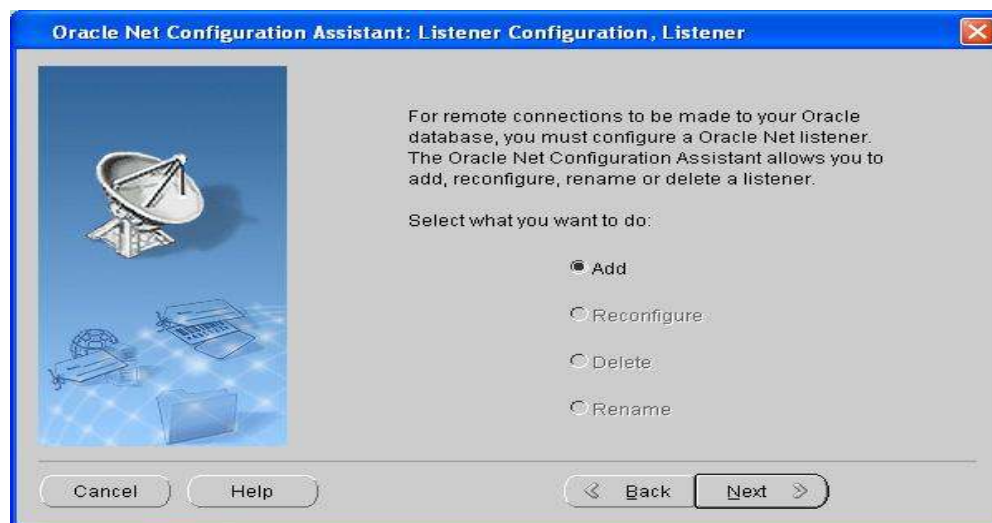 Oracle Net Configuration Assistant: Listener Configuration, Listener
For remote connections to be made to your Oracle
database, you must configure a Oracle Net listener.
The Oracle Net Configuration Assistant allows you to
add, reconfigure, rename or delete a listener.
Select what you want to do:
Add
Reconfigure
Delete
Rename
Cancel
Help
Back
Next